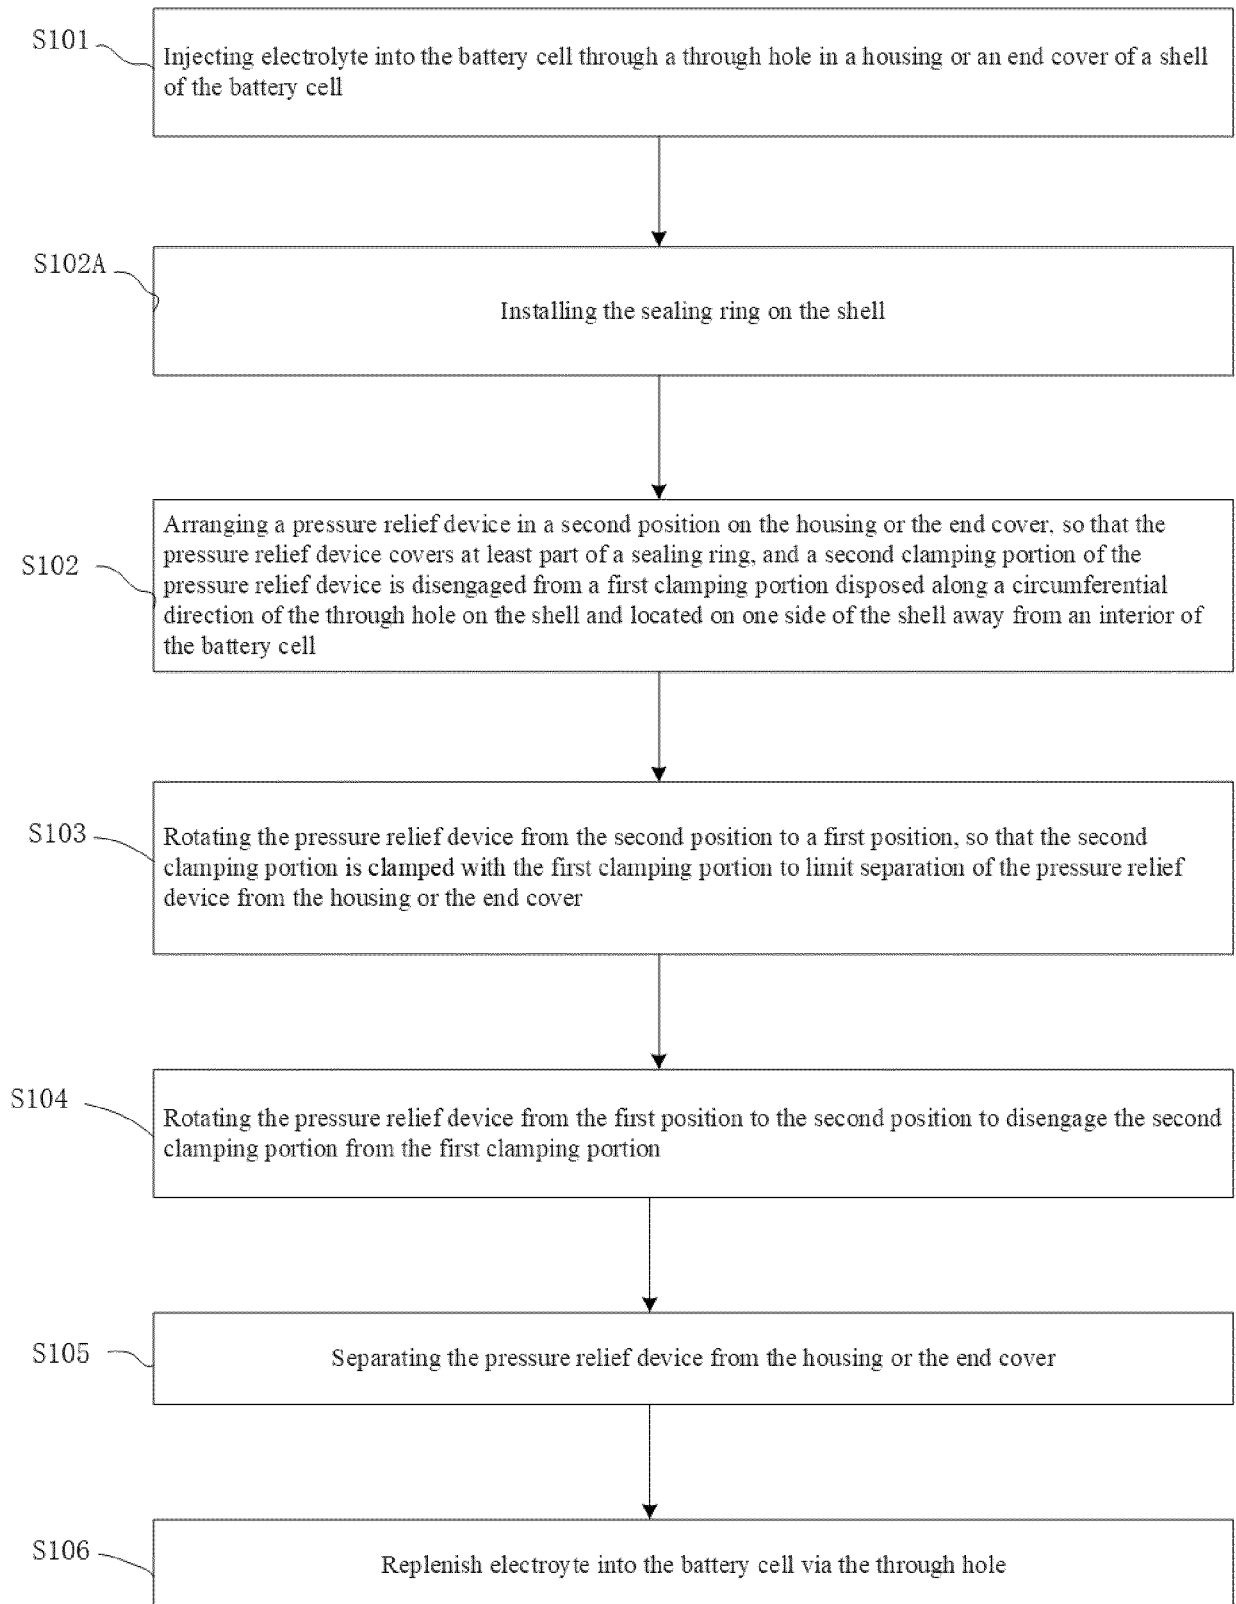 S101
Injecting electrolyte into the battery cell through a through hole in a housing or an end cover of a shell
of the battery cell
S102A
Installing the sealing ring on the shell
S102
Arranging a pressure relief device in a second position on the housing or the end cover, so that the
pressure relief device covers at least part of a sealing ring, and a second clamping portion of the
pressure relief device is disengaged from a first clamping portion disposed along a circumferential
direction of the through hole on the shell and located on one side of the shell away from an interior of
the battery cell
S103
Rotating the pressure relief device from the second position to a first position, so that the second
clamping portion is clamped with the first clamping portion to limit separation of the pressure relief
device from the housing or the end cover
S104
Rotating the pressure relief device from the first position to the second position to disengage the second
clamping portion from the first clamping portion
S105
Separating the pressure relief device from the housing or the end cover
S106
Replenish electroyte into the battery cell via the through hole